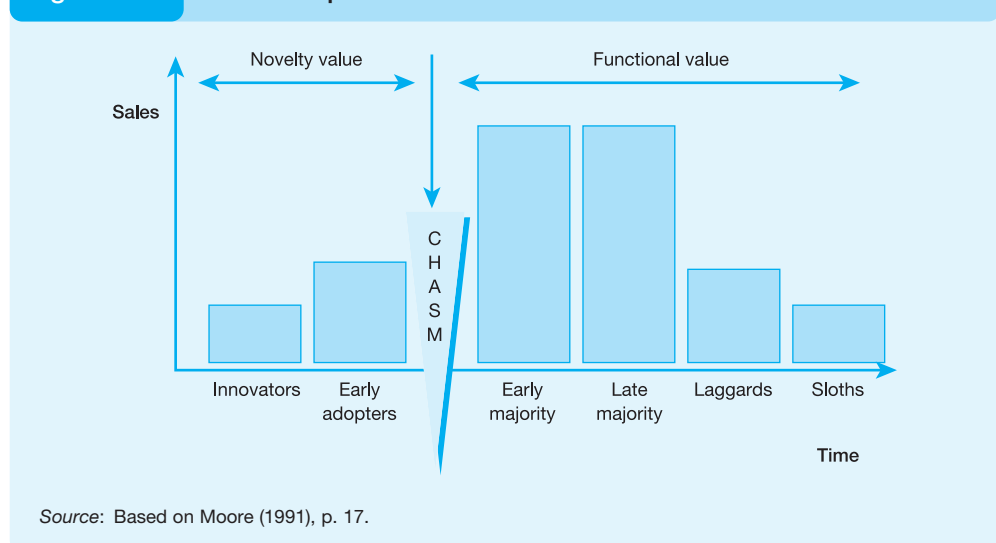 Novelty value
Functional value
Sales
C
H
A
S
M
Innovators
Early
adopters
Early
majority
Late
majority
Laggards
Sloths
Time
Source: Based on Moore (1991), p. 17.